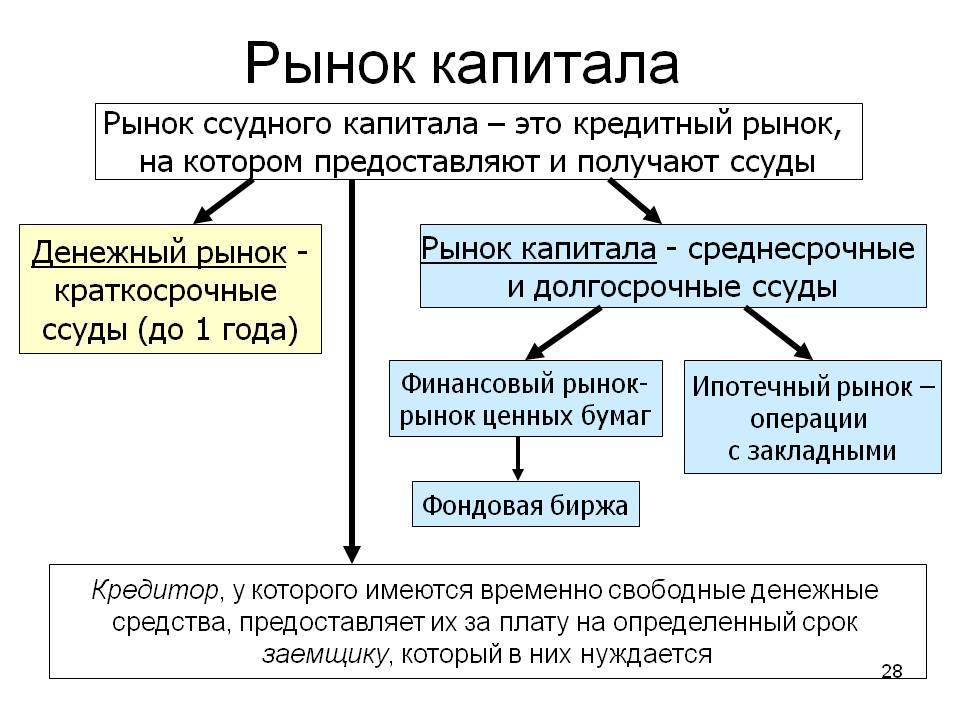 Рынок капитала
Рынок ссудного капитала – это кредитный рынок,
на котором предоставляют и получают ссуды
Денежный рынок -
краткосрочные
ссуды (до 1 года)
Рынок капитала - среднесрочные
и долгосрочные ссуды
Финансовый рынок-
рынок ценных бумаг
Ипотечный рынок –
операции
с закладными
Фондовая биржа
Кредитор, у которого имеются временно свободные денежные
средства, предоставляет их за плату на определенный срок
заемщику, который в них нуждается
28